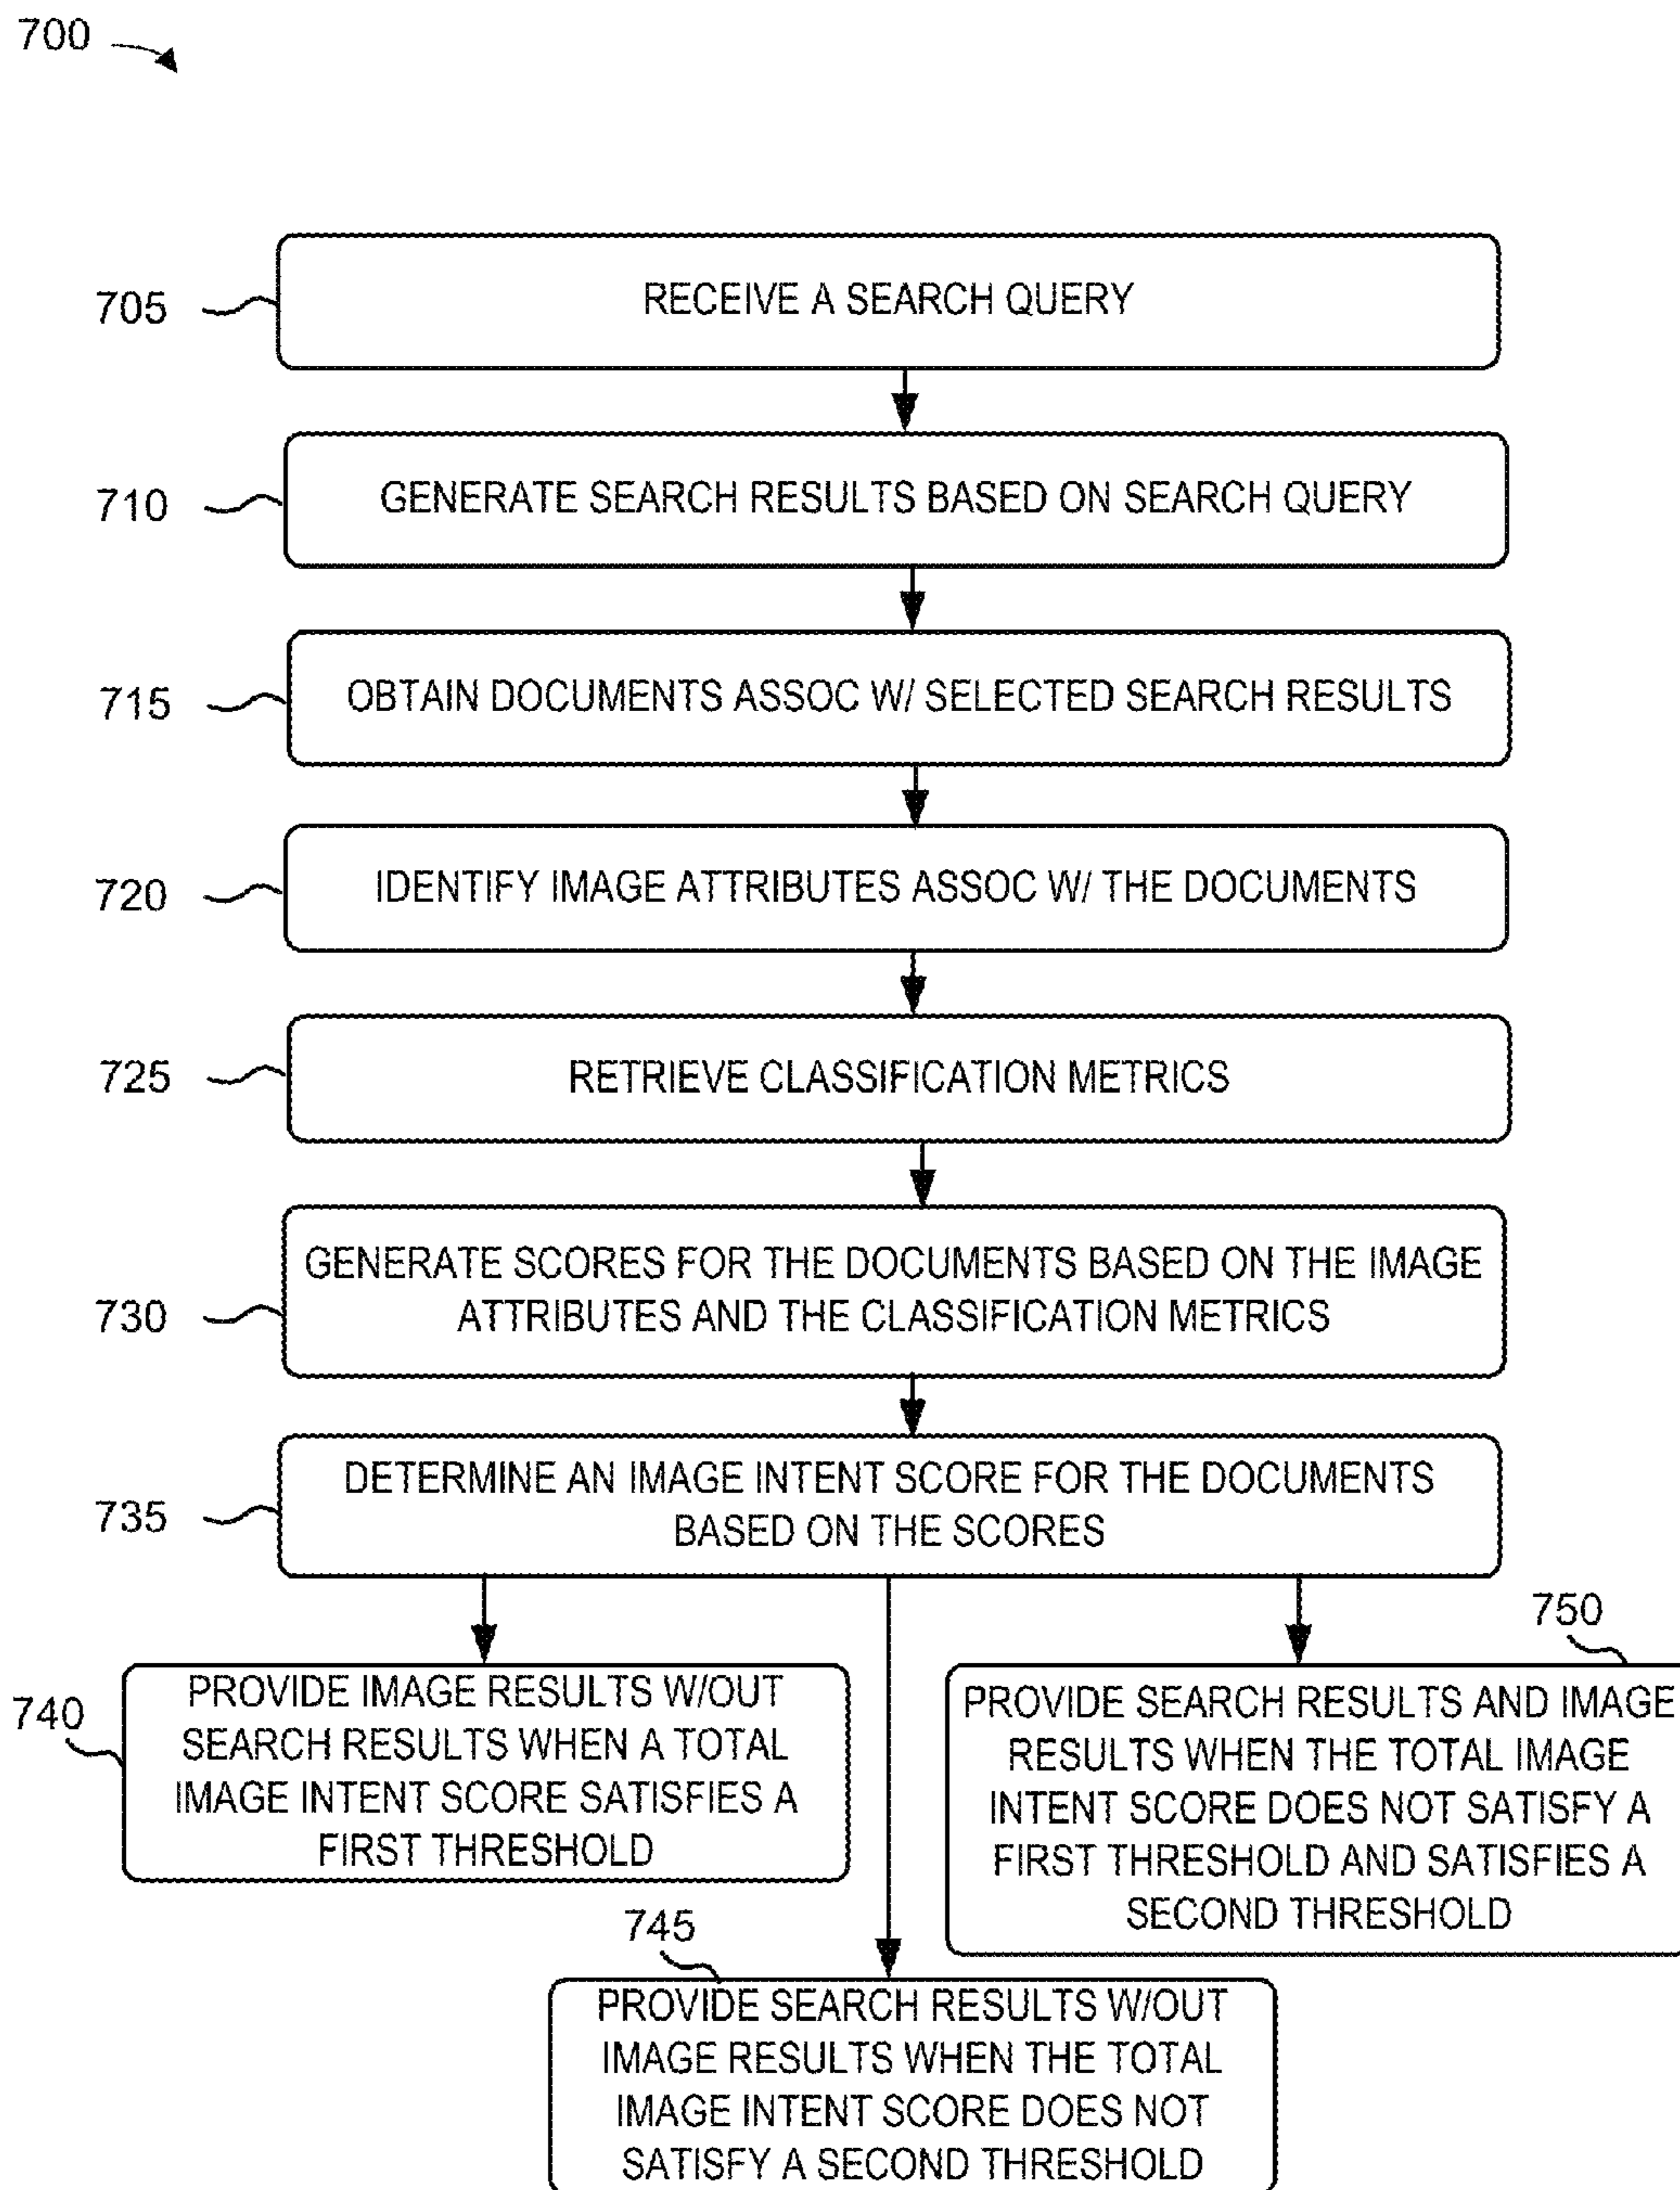 700
705
RECEIVE A SEARCH QUERY
710
GENERATE SEARCH RESULTS BASED ON SEARCH QUERY
715
OBTAIN DOCUMENTS ASSOC W/ SELECTED SEARCH RESULTS
720
IDENTIFY IMAGE ATTRIBUTES ASSOC W/ THE DOCUMENTS
725
RETRIEVE CLASSIFICATION METRICS
730
GENERATE SCORES FOR THE DOCUMENTS BASED ON THE IMAGE
ATTRIBUTES AND THE CLASSIFICATION METRICS
735
DETERMINE AN IMAGE INTENT SCORE FOR THE DOCUMENTS
BASED ON THE SCORES
740
PROVIDE IMAGE RESULTS W/OUT
SEARCH RESULTS WHEN A TOTAL
IMAGE INTENT SCORE SATISFIES A
FIRST THRESHOLD
750
PROVIDE SEARCH RESULTS AND IMAGE
RESULTS WHEN THE TOTAL IMAGE
INTENT SCORE DOES NOT SATISFY A
FIRST THRESHOLD AND SATISFIES A
SECOND THRESHOLD
745
PROVIDE SEARCH RESULTS W/OUT
IMAGE RESULTS WHEN THE TOTAL
IMAGE INTENT SCORE DOES NOT
SATISFY A SECOND THRESHOLD